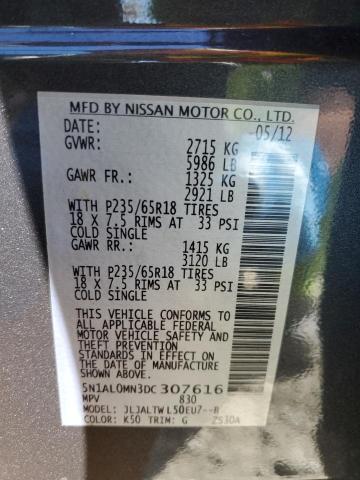 MFD BY NISSAN MOTOR CO., LTD.
DATE: 05/12
GVWR: 2715 KG
5986 LB
GAWR FR.: 1325 KG
2921 LB
WITH P235/65R18 TIRES
18 X 7.5 RIMS AT 33 PSI
COLD SINGLE
GAWR RR: 1415 KG
3120 LB
WITH P235/65R18 TIRES
18 X 7.5 RIMS AT 33 PSI
COLD SINGLE
THIS VEHICLE CONFORMS TO
ALL APPLICABLE FEDERAL
MOTOR VEHICLE SAFETY
AND THEFT PREVENTION
STANDARDS IN EFFECT ON
THE DATE OF MANUFACTURE
SHOWN ABOVE.
5N1AL0MN3DC307616
MPV 830
MODEL: JLJALTW L50EU7--B
COLOR: K50 TRIM: G ZS30A